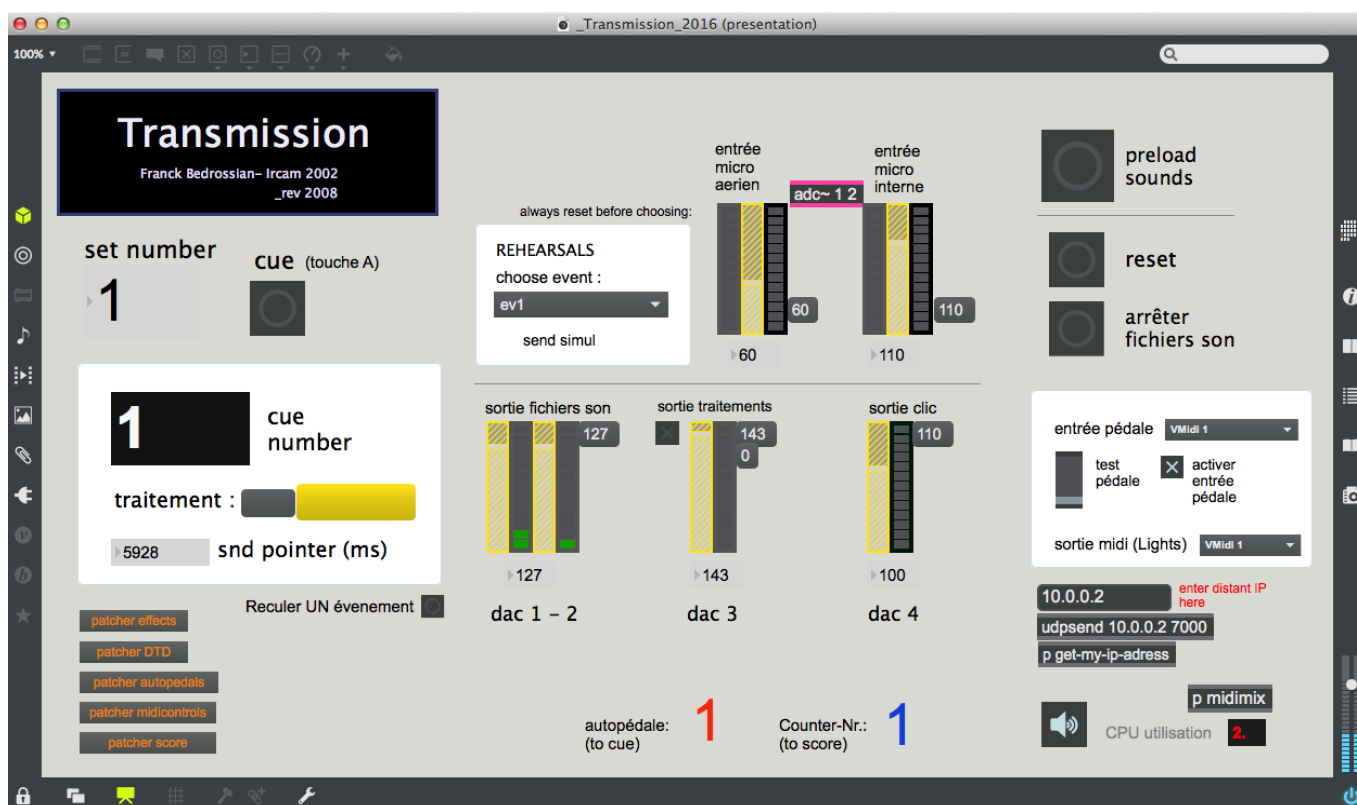 _Transmission_2016 (presentation)
100%
Transmission
Franck Bedrossian– Ircam 2002
_rev 2008
set number
1
cue (touche A)
1
cue
number
traitement :
5928
snd pointer (ms)
Reculer UN évenement
patcher effects
patcher DTD
patcher autopedals
patcher midicontrols
patcher score
always reset before choosing:
REHEARSALS
choose event :
ev1
send simul
entrée
micro
aerien
adc~ 1 2
entrée
micro
interne
60
110
60
110
sortie fichiers son
127
127
dac 1 – 2
sortie traitements
143
0
143
dac 3
sortie clic
110
100
dac 4
autopédale:
(to cue)
1
Counter-Nr.:
(to score)
1
preload
sounds
reset
arrêter
fichiers son
entrée pédale
VMidi 1
test
pédale
activer
entrée
pédale
sortie midi (Lights)
VMidi 1
10.0.0.2
enter distant IP
here
udpsend 10.0.0.2 7000
p get-my-ip-adress
p midimix
CPU utilisation
2.